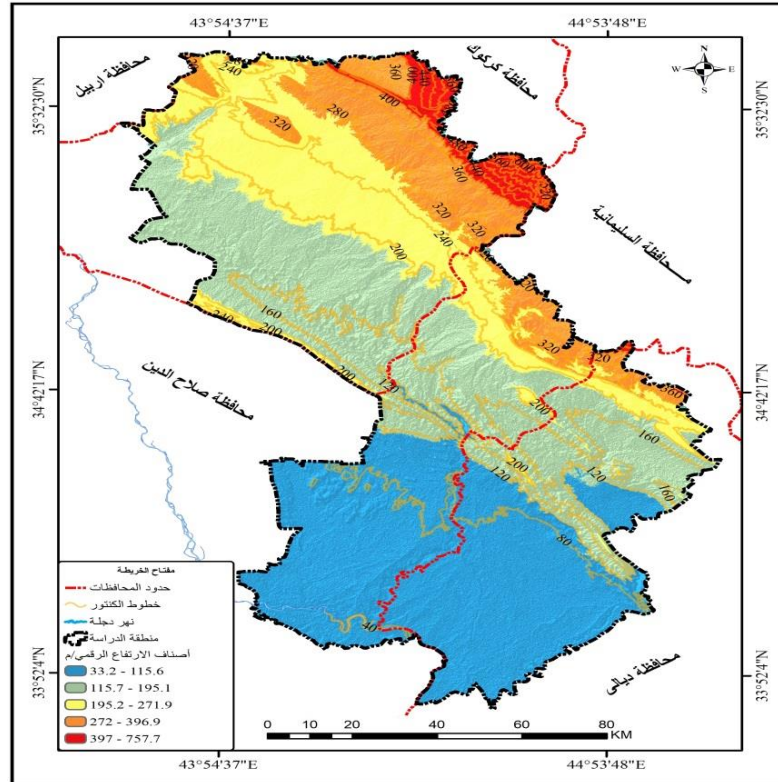 43°54'37"E 44°53'48"E
محافظة اربيل
محافظة كركوك
N
W E
S
35°32'30"N 35°32'30"N
240
360
400
400
280
320
360
320
320
240
200
محافظة السليمانية
160
240
200
320
320
360
200
120
200
محافظة صلاح الدين
34°42'17"N 34°42'17"N
160
200
120
120
160
80
40
مفتاح الخريطة
حدود المحافظات
خطوط الكنتور
نهر دجلة
منطقة الدراسة
أصناف الارتفاع الرقمي/م
33.2 - 115.6
115.7 - 195.1
195.2 - 271.9
272 - 396.9
397 - 757.7
محافظة ديالى
33°52'4"N 33°52'4"N
0 10 20 40 60 80
KM
43°54'37"E 44°53'48"E